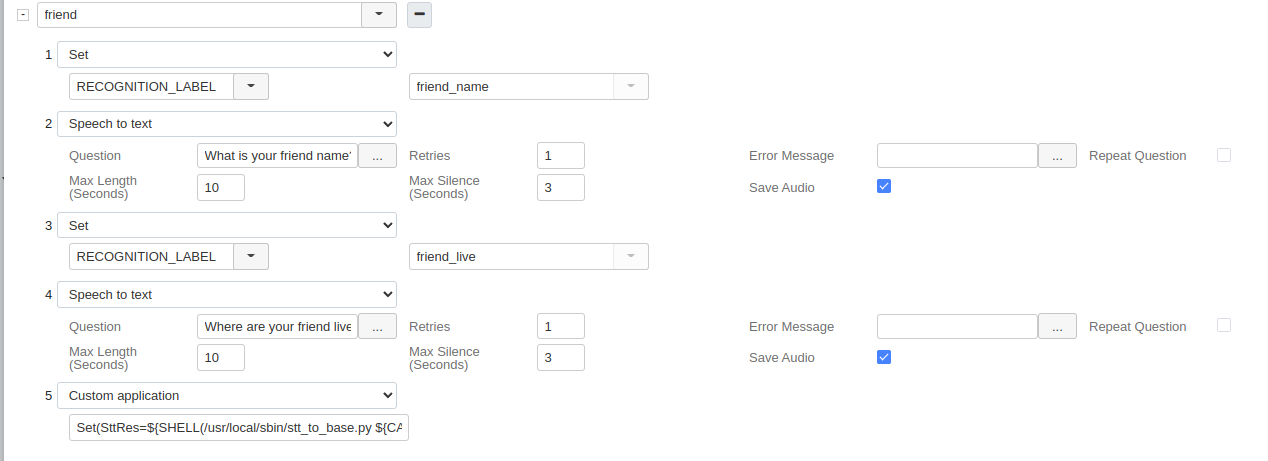 - friend
1 Set
RECOGNITION_LABEL friend_name
2 Speech to text
Question What is your friend name ... Retries 1 Error Message ... Repeat Question
Max Length (Seconds) 10 Max Silence (Seconds) 3 Save Audio
3 Set
RECOGNITION_LABEL friend_live
4 Speech to text
Question Where are your friend live ... Retries 1 Error Message ... Repeat Question
Max Length (Seconds) 10 Max Silence (Seconds) 3 Save Audio
5 Custom application
Set(SttRes=${SHELL(/usr/local/sbin/stt_to_base.py ${CA